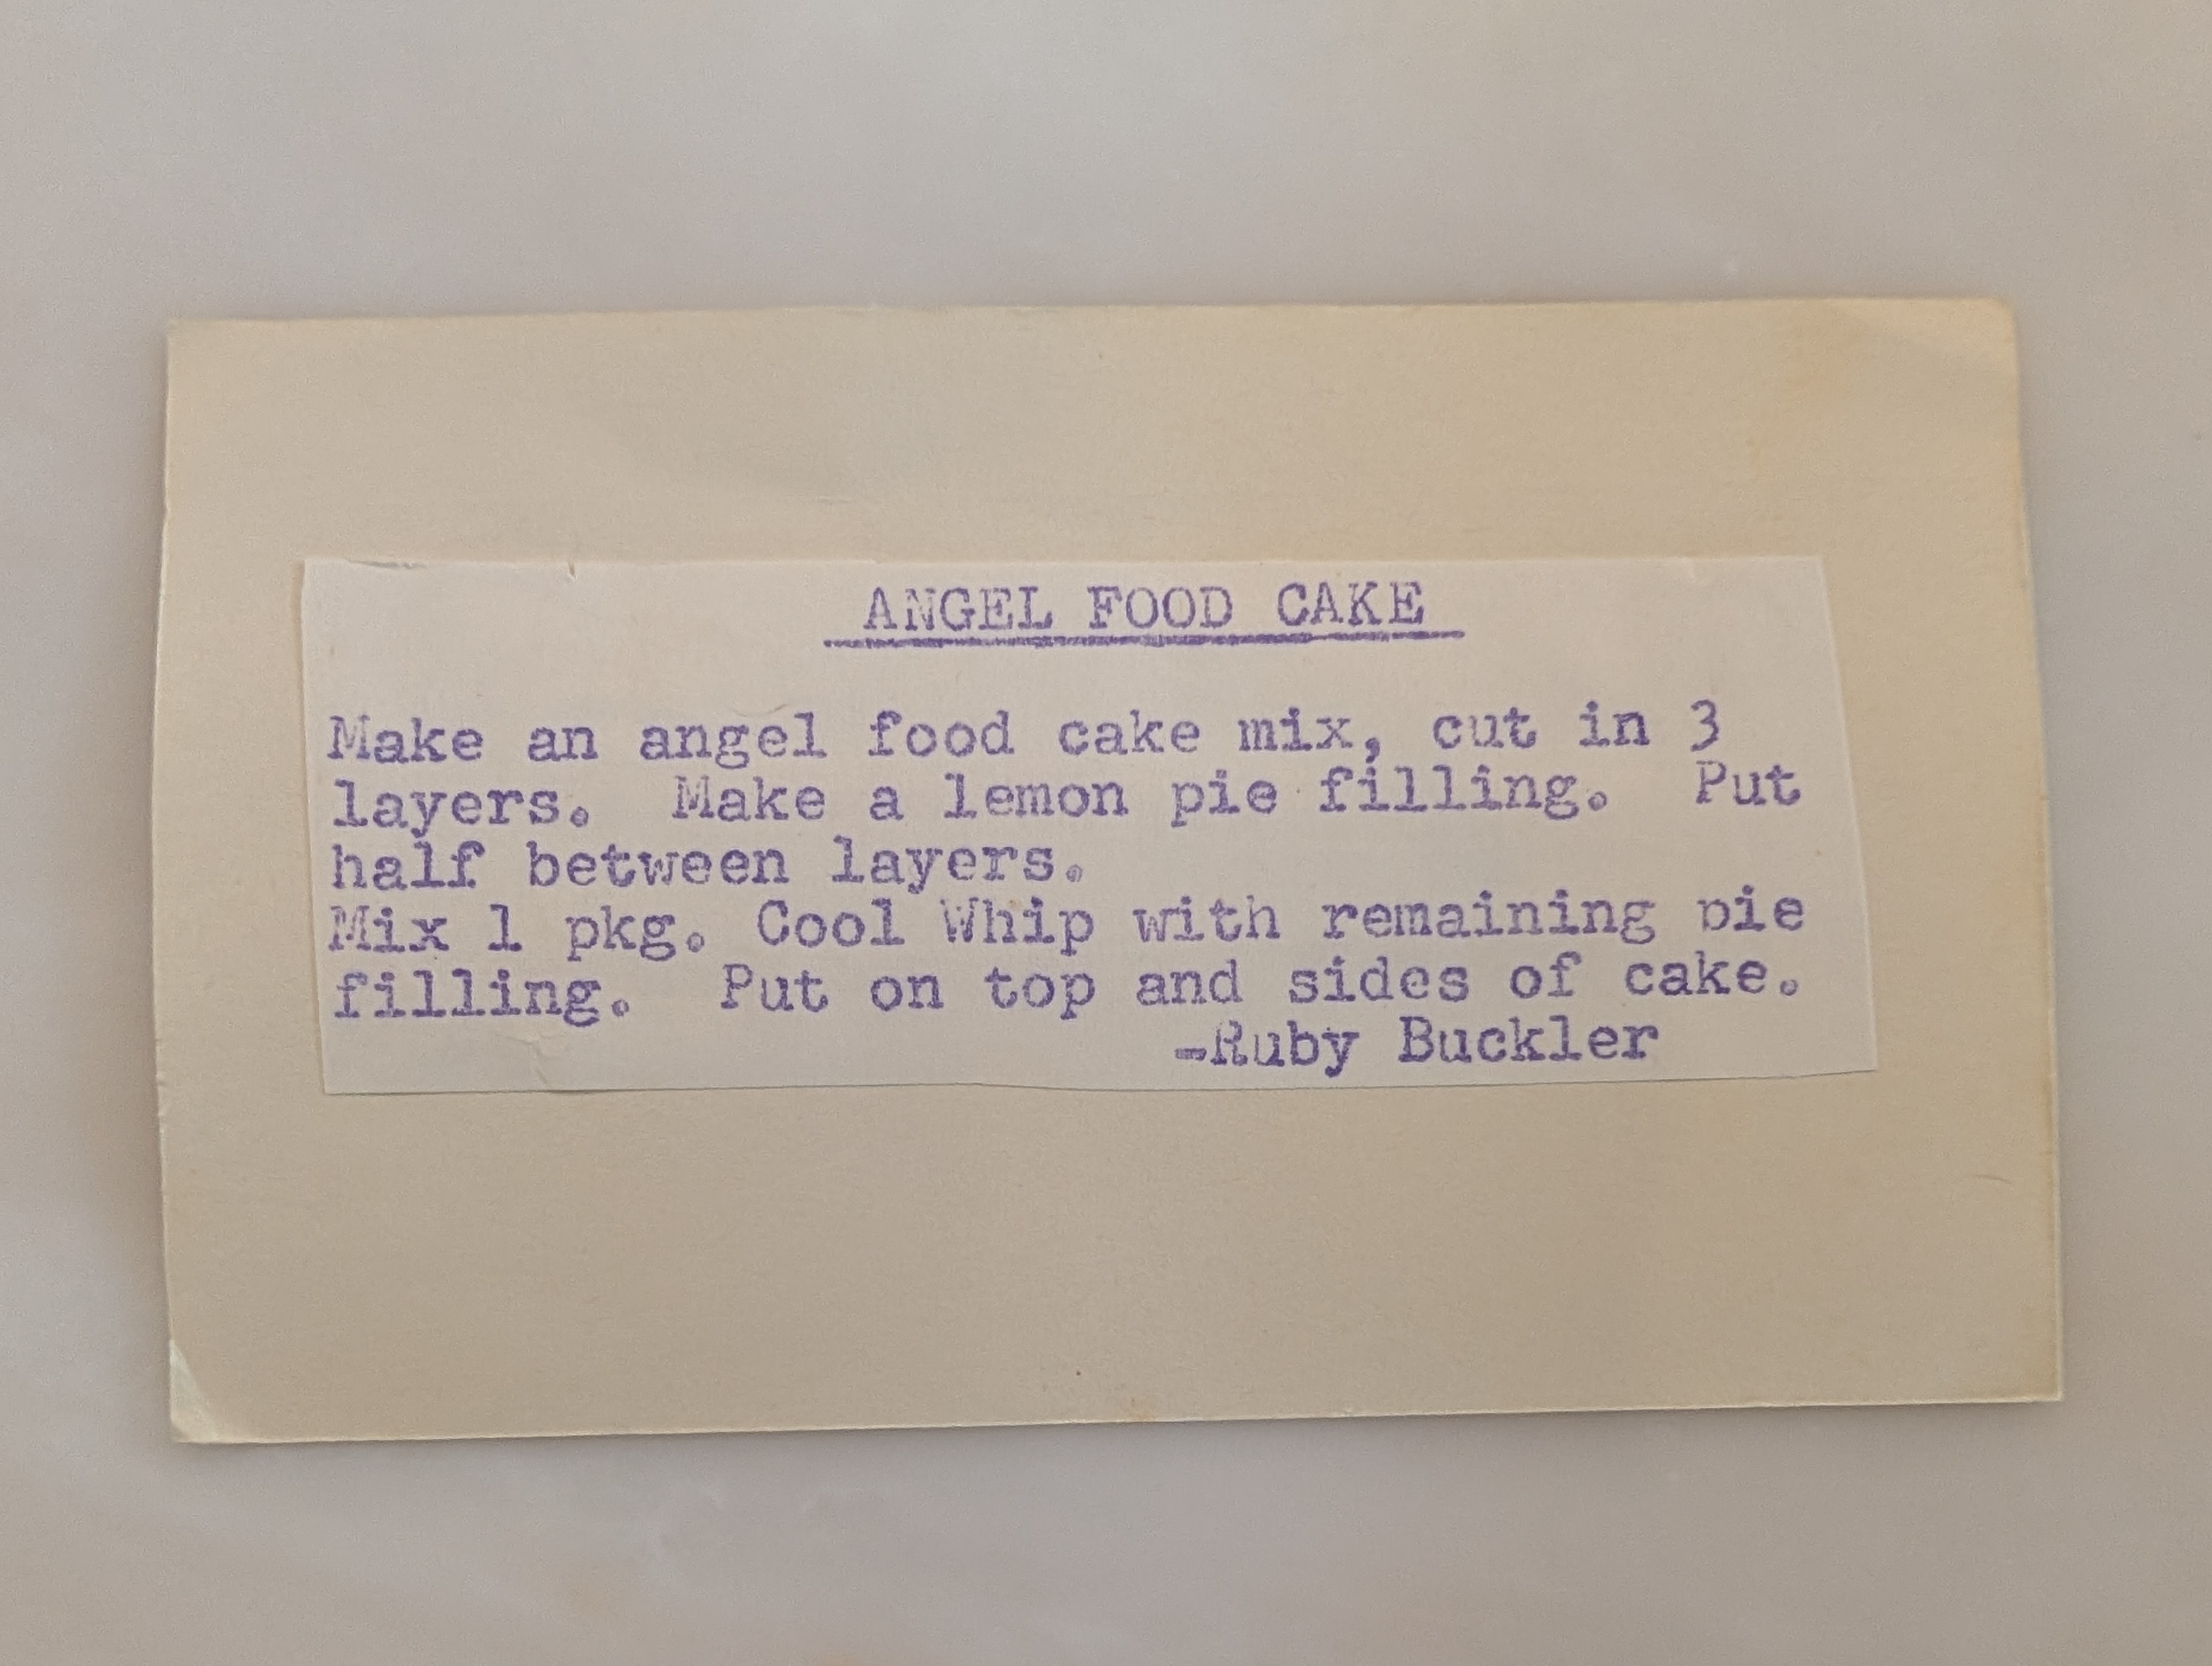 ANGEL FOOD CAKE
Make an angel food cake mix, cut in 3
layers. Make a lemon pie filling. Put
half between layers.
Mix 1 pkg. Cool Whip with remaining pie
filling. Put on top and sides of cake.
-Ruby Buckler